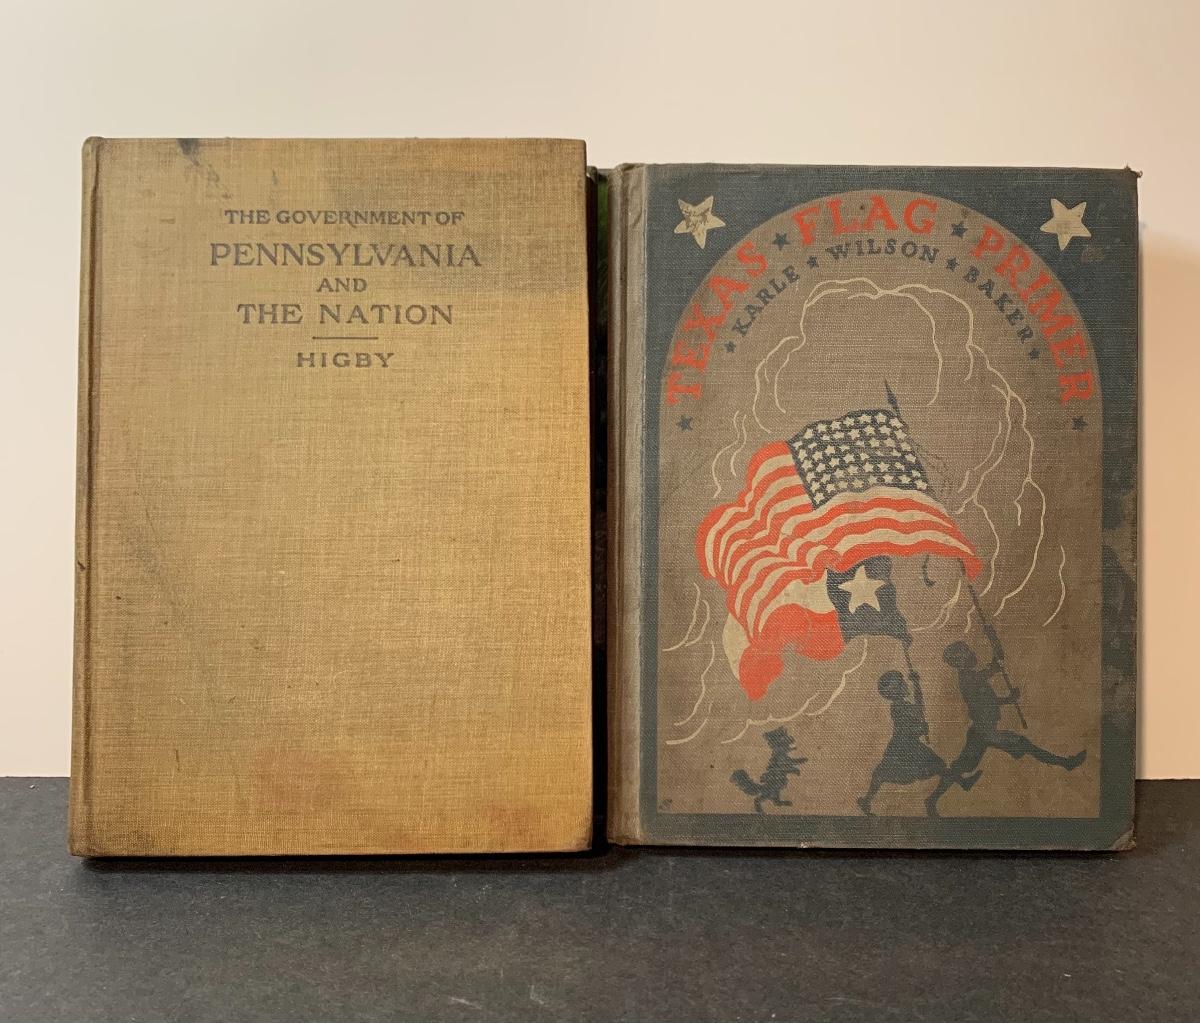 THE GOVERNMENT OF
PENNSYLVANIA
AND
THE NATION
HIGBY
TEXAS FLAG PRIMER
KARLE WILSON BAKER